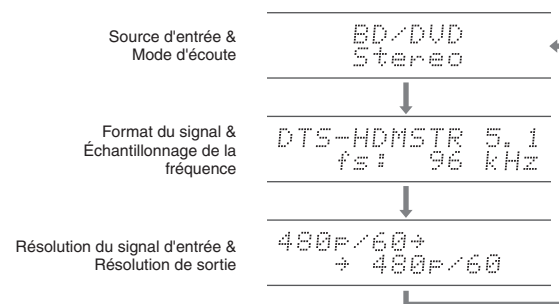 Source d'entrée &
Mode d'écoute
BD/DVD
Stereo
Format du signal &
Échantillonnage de la
fréquence
DTS-HDMSTR 5.1
fs: 96 kHz
Résolution du signal d'entrée &
Résolution de sortie
480p/60→
→ 480p/60